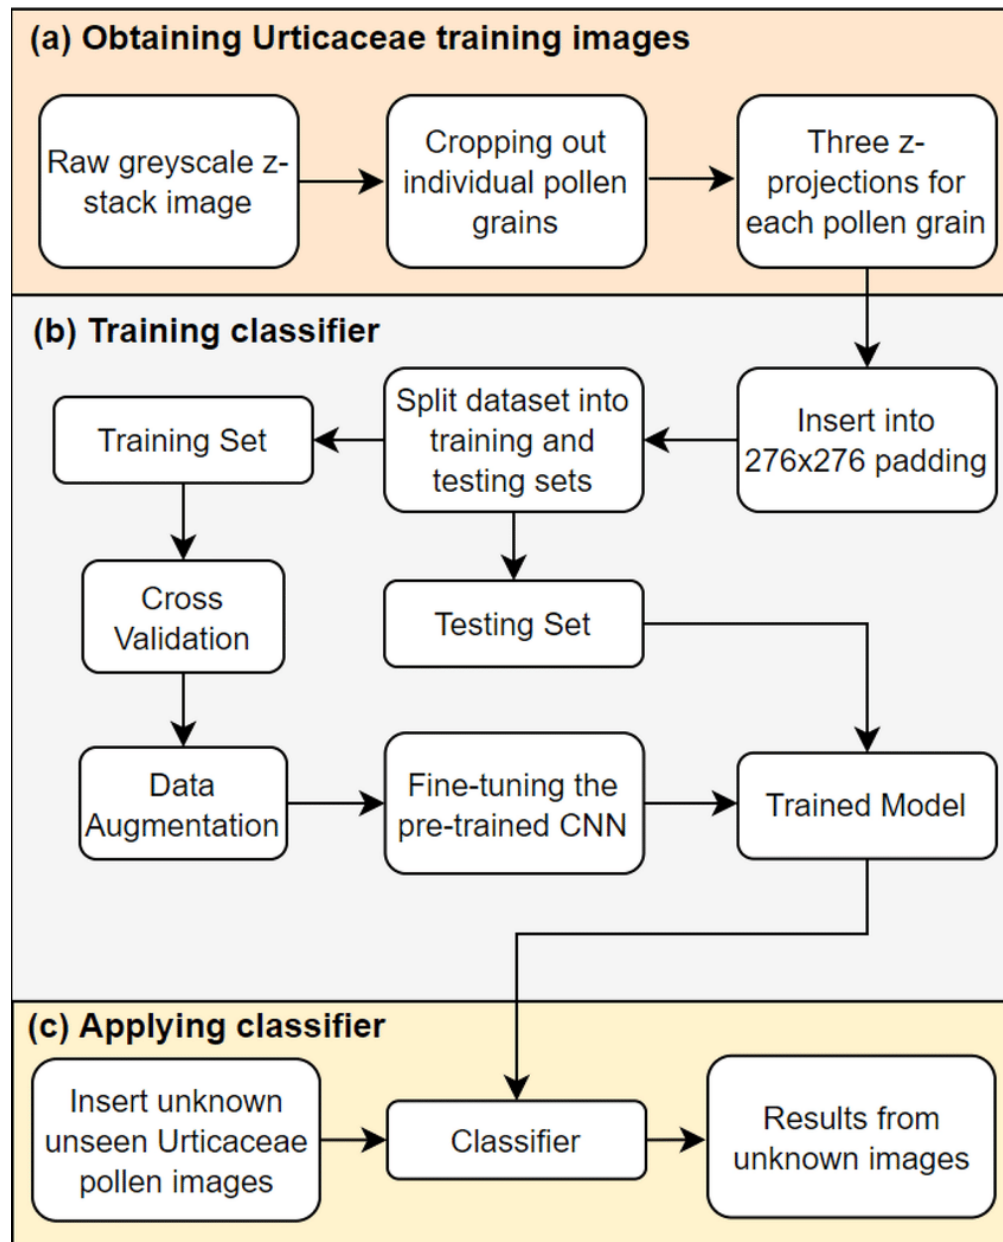 (a) Obtaining Urticaceae training images
Raw greyscale z-
stack image
Cropping out
individual pollen
grains
Three z-
projections for
each pollen grain
(b) Training classifier
Training Set
Split dataset into
training and
testing sets
Insert into
276x276 padding
Cross
Validation
Testing Set
Data
Augmentation
Fine-tuning the
pre-trained CNN
Trained Model
(c) Applying classifier
Insert unknown
unseen Urticaceae
pollen images
Classifier
Results from
unknown images